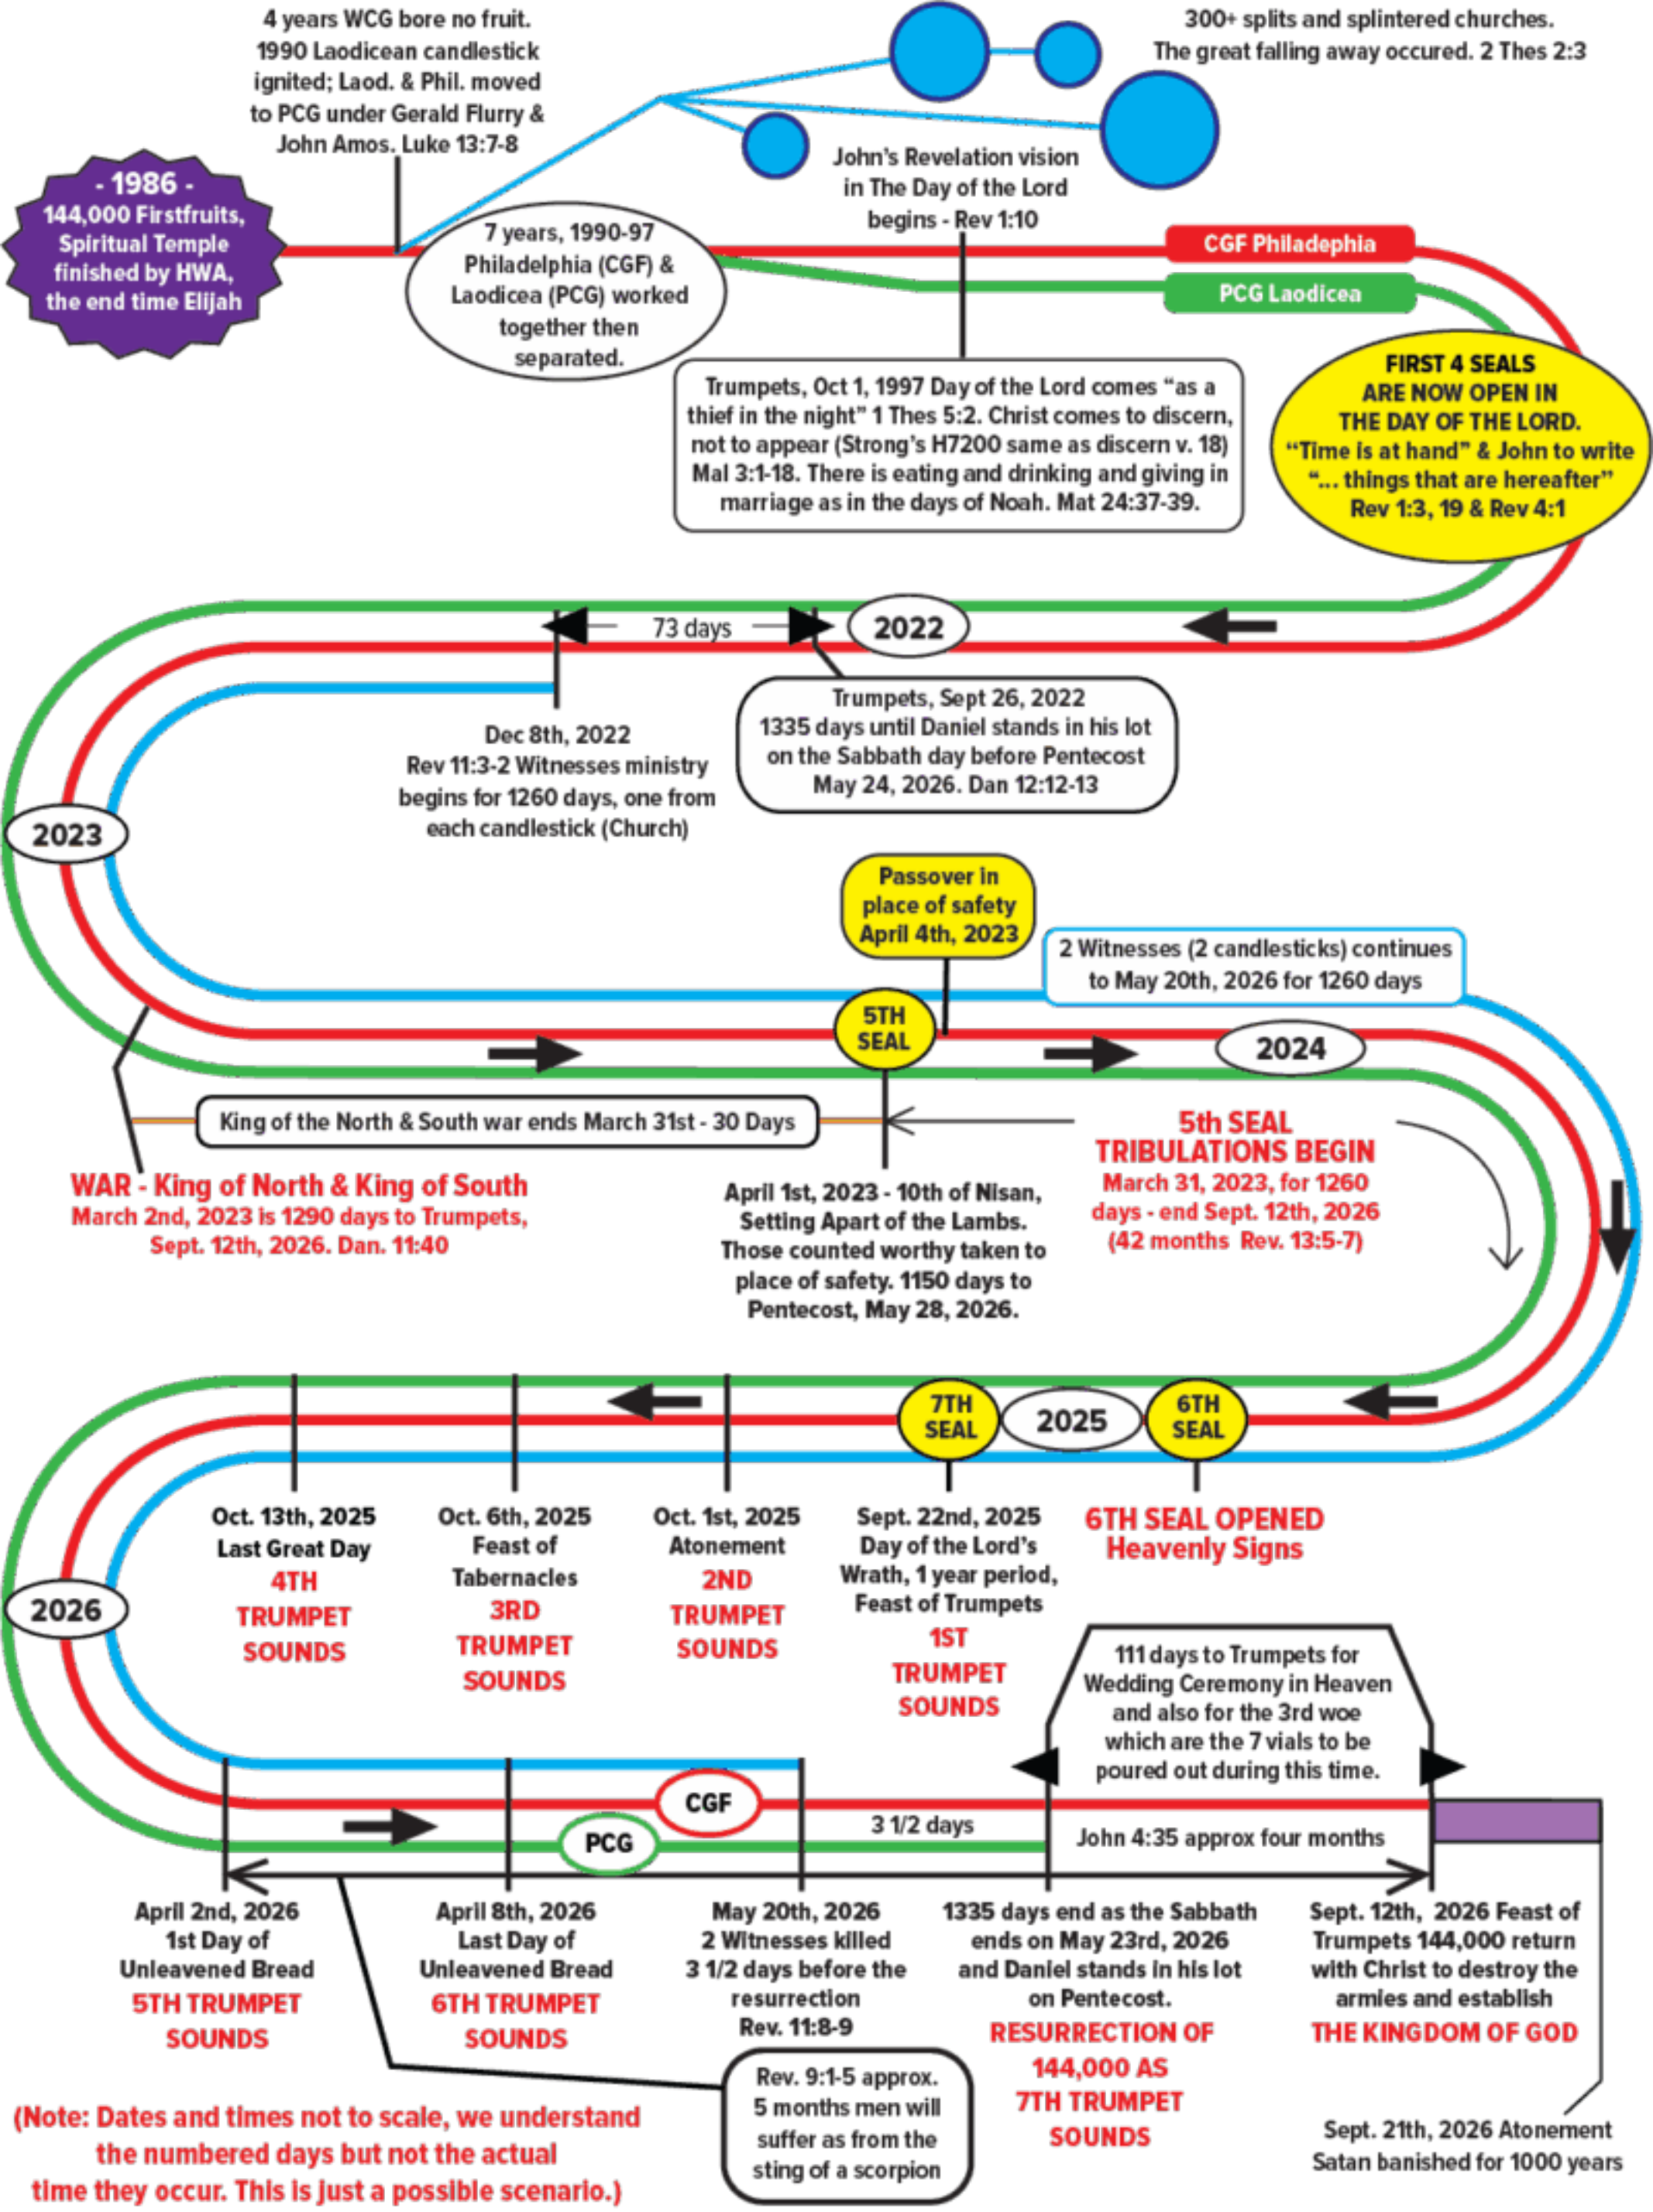 4 years WCG bore no fruit.
1990 Laodicean candlestick
ignited; Laod. & Phil. moved
to PCG under Gerald Flurry &
John Amos. Luke 13:7-8
300+ splits and splintered churches.
The great falling away occured. 2 Thes 2:3
- 1986 -
144,000 Firstfruits,
Spiritual Temple
finished by HWA,
the end time Elijah
7 years, 1990-97
Philadelphia (CGF) &
Laodicea (PCG) worked
together then
separated.
John's Revelation vision
in The Day of the Lord
begins - Rev 1:10
CGF Philadephia
PCG Laodicea
Trumpets, Oct 1, 1997 Day of the Lord comes “as a
thief in the night” 1 Thes 5:2. Christ comes to discern,
not to appear (Strong's H7200 same as discern v. 18)
Mal 3:1-18. There is eating and drinking and giving in
marriage as in the days of Noah. Mat 24:37-39.
FIRST 4 SEALS
ARE NOW OPEN IN
THE DAY OF THE LORD.
“Time is at hand” & John to write
“... things that are hereafter”
Rev 1:3, 19 & Rev 4:1
73 days
2022
Trumpets, Sept 26, 2022
1335 days until Daniel stands in his lot
on the Sabbath day before Pentecost
May 24, 2026. Dan 12:12-13
Dec 8th, 2022
Rev 11:3-2 Witnesses ministry
begins for 1260 days, one from
each candlestick (Church)
2023
Passover in
place of safety
April 4th, 2023
2 Witnesses (2 candlesticks) continues
to May 20th, 2026 for 1260 days
5TH
SEAL
2024
King of the North & South war ends March 31st - 30 Days
WAR - King of North & King of South
March 2nd, 2023 is 1290 days to Trumpets,
Sept. 12th, 2026. Dan. 11:40
April 1st, 2023 - 10th of Nisan,
Setting Apart of the Lambs.
Those counted worthy taken to
place of safety. 1150 days to
Pentecost, May 28, 2026.
5th SEAL
TRIBULATIONS BEGIN
March 31, 2023, for 1260
days - end Sept. 12th, 2026
(42 months Rev. 13:5-7)
7TH
SEAL
2025
6TH
SEAL
Oct. 13th, 2025
Last Great Day
4TH
TRUMPET
SOUNDS
Oct. 6th, 2025
Feast of
Tabernacles
3RD
TRUMPET
SOUNDS
Oct. 1st, 2025
Atonement
2ND
TRUMPET
SOUNDS
Sept. 22nd, 2025
Day of the Lord's
Wrath, 1 year period,
Feast of Trumpets
1ST
TRUMPET
SOUNDS
6TH SEAL OPENED
Heavenly Signs
2026
111 days to Trumpets for
Wedding Ceremony in Heaven
and also for the 3rd woe
which are the 7 vials to be
poured out during this time.
CGF
PCG
3 1/2 days
John 4:35 approx four months
April 2nd, 2026
1st Day of
Unleavened Bread
5TH TRUMPET
SOUNDS
April 8th, 2026
Last Day of
Unleavened Bread
6TH TRUMPET
SOUNDS
May 20th, 2026
2 Witnesses killed
3 1/2 days before the
resurrection
Rev. 11:8-9
1335 days end as the Sabbath
ends on May 23rd, 2026
and Daniel stands in his lot
on Pentecost.
RESURRECTION OF
144,000 AS
7TH TRUMPET
SOUNDS
Sept. 12th, 2026 Feast of
Trumpets 144,000 return
with Christ to destroy the
armies and establish
THE KINGDOM OF GOD
Rev. 9:1-5 approx.
5 months men will
suffer as from the
sting of a scorpion
(Note: Dates and times not to scale, we understand
the numbered days but not the actual
time they occur. This is just a possible scenario.)
Sept. 21th, 2026 Atonement
Satan banished for 1000 years